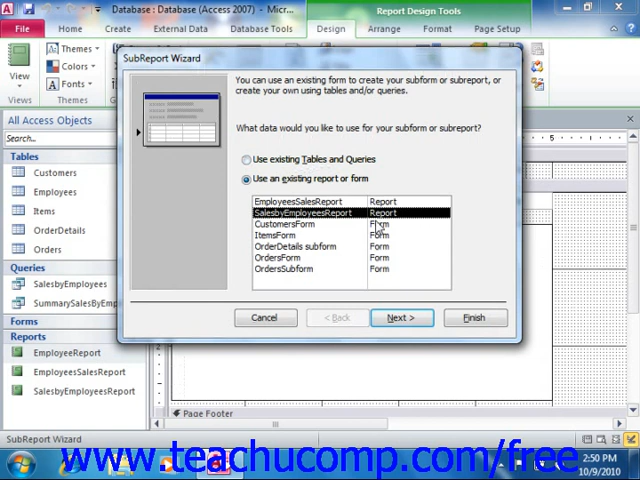 Database : Database (Access 2007) - Micr...
Report Design Tools
File
Home
Create
External Data
Database Tools
Design
Arrange
Format
Page Setup
View
Views
Themes
Colors
Fonts
Themes
SubReport Wizard
You can use an existing form to create your subform or subreport, or
create your own using tables and/or queries.
What data would you like to use for your subform or subreport?
Use existing Tables and Queries
Use an existing report or form
EmployeesSalesReport Report
SalesbyEmployeesReport Report
CustomersForm Form
ItemsForm Form
OrderDetails subform Form
OrdersForm Form
OrdersSubform Form
Cancel
< Back
Next >
Finish
All Access Objects
Search...
Tables
Customers
Employees
Items
OrderDetails
Orders
Queries
SalesbyEmployees
SummarySalesByEmp
Forms
Reports
EmployeeReport
EmployeesSalesReport
SalesbyEmployeesReport
5
2
Page Footer
SubReport Wizard
www.teachucomp.com/free
2:50 PM
10/9/2010